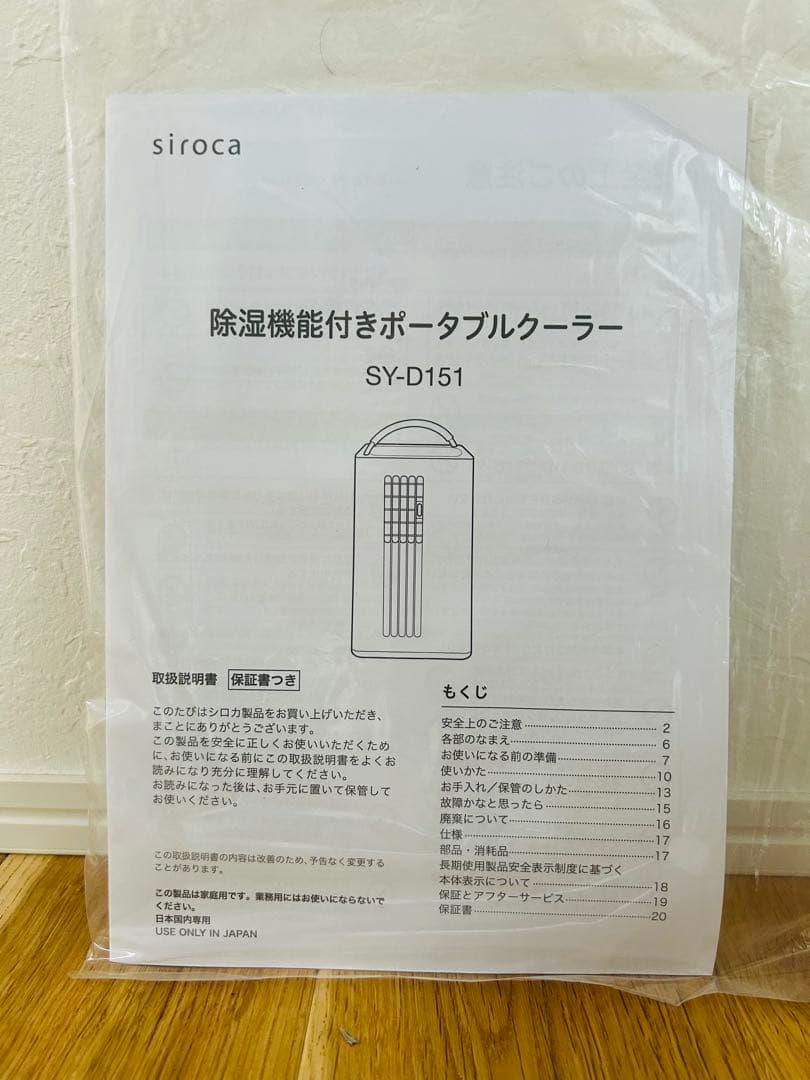 siroca
除湿機能付きポータブルクーラー
SY-D151
取扱説明書 保証書つき
このたびはシロカ製品をお買い上げいただき、
まことにありがとうございます。
この製品を安全に正しくお使いいただくため
に、お使いになる前にこの取扱説明書をよくお
読みになり充分に理解してください。
お読みになった後は、お手元に置いて保管して
お使いください。
この取扱説明書の内容は改善のため、予告なく変更する
ことがあります。
この製品は家庭用です。業務用にはお使いにならないで
ください。
日本国内専用
USE ONLY IN JAPAN
もくじ
安全上のご注意 2
各部のなまえ 6
お使いになる前の準備 7
使いかた 10
お手入れ／保管のしかた 13
故障かなと思ったら 15
廃棄について 16
仕様 17
部品・消耗品 17
長期使用製品安全表示制度に基づく
本体表示について 18
保証とアフターサービス 19
保証書 20